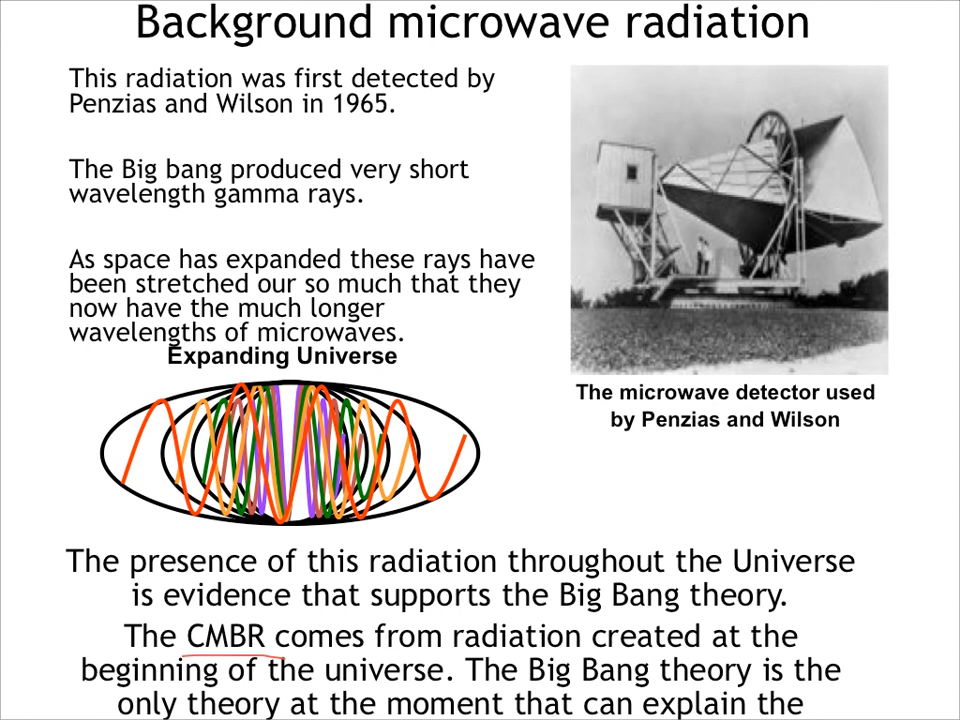 Background microwave radiation
This radiation was first detected by
Penzias and Wilson in 1965.
The Big bang produced very short
wavelength gamma rays.
As space has expanded these rays have
been stretched our so much that they
now have the much longer
wavelengths of microwaves.
Expanding Universe
The microwave detector used
by Penzias and Wilson
The presence of this radiation throughout the Universe
is evidence that supports the Big Bang theory.
The CMBR comes from radiation created at the
beginning of the universe. The Big Bang theory is the
only theory at the moment that can explain the